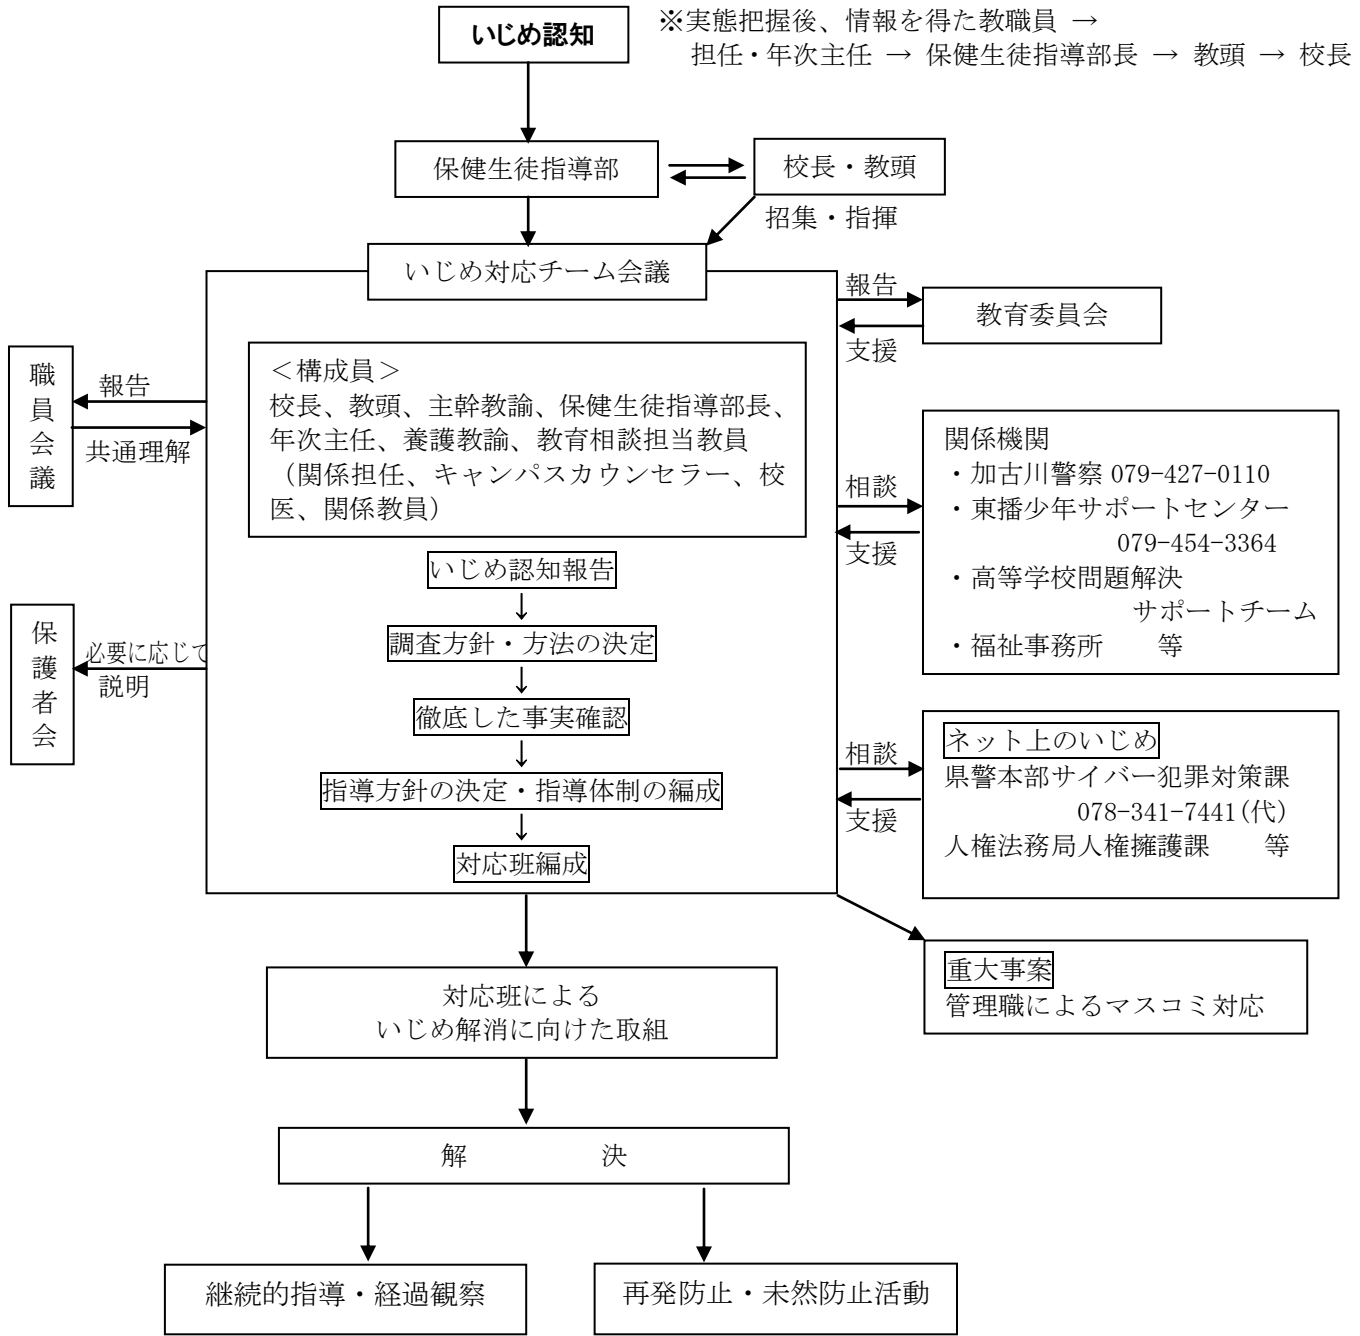 いじめ認知
※実態把握後、情報を得た教職員 →
担任・年次主任 → 保健生徒指導部長 → 教頭 → 校長
保健生徒指導部
校長・教頭
招集・指揮
いじめ対応チーム会議
報告
教育委員会
支援
職員会議
報告
共通理解
＜構成員＞
校長、教頭、主幹教諭、保健生徒指導部長、
年次主任、養護教諭、教育相談担当教員
（関係担任、キャンパスカウンセラー、校
医、関係教員）
相談
支援
関係機関
・加古川警察 079-427-0110
・東播少年サポートセンター
079-454-3364
・高等学校問題解決
サポートチーム
・福祉事務所　　等
いじめ認知報告
↓
調査方針・方法の決定
↓
徹底した事実確認
↓
指導方針の決定・指導体制の編成
↓
対応班編成
保護者会
必要に応じて
説明
相談
支援
ネット上のいじめ
県警本部サイバー犯罪対策課
078-341-7441(代)
人権法務局人権擁護課　　等
重大事案
管理職によるマスコミ対応
対応班による
いじめ解消に向けた取組
解　　　　　決
継続的指導・経過観察
再発防止・未然防止活動